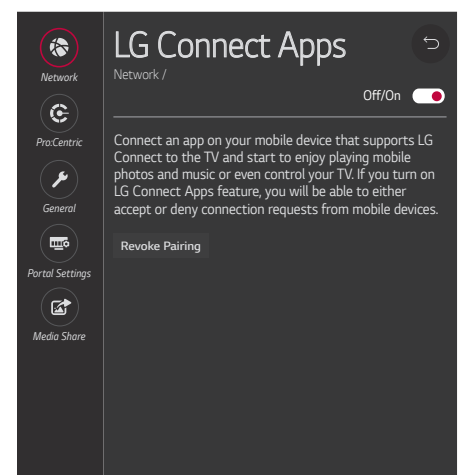 LG Connect Apps
Network /
Off/On
Connect an app on your mobile device that supports LG
Connect to the TV and start to enjoy playing mobile
photos and music or even control your TV. If you turn on
LG Connect Apps feature, you will be able to either
accept or deny connection requests from mobile devices.
Revoke Pairing
Network
Pro:Centric
General
Portal Settings
Media Share